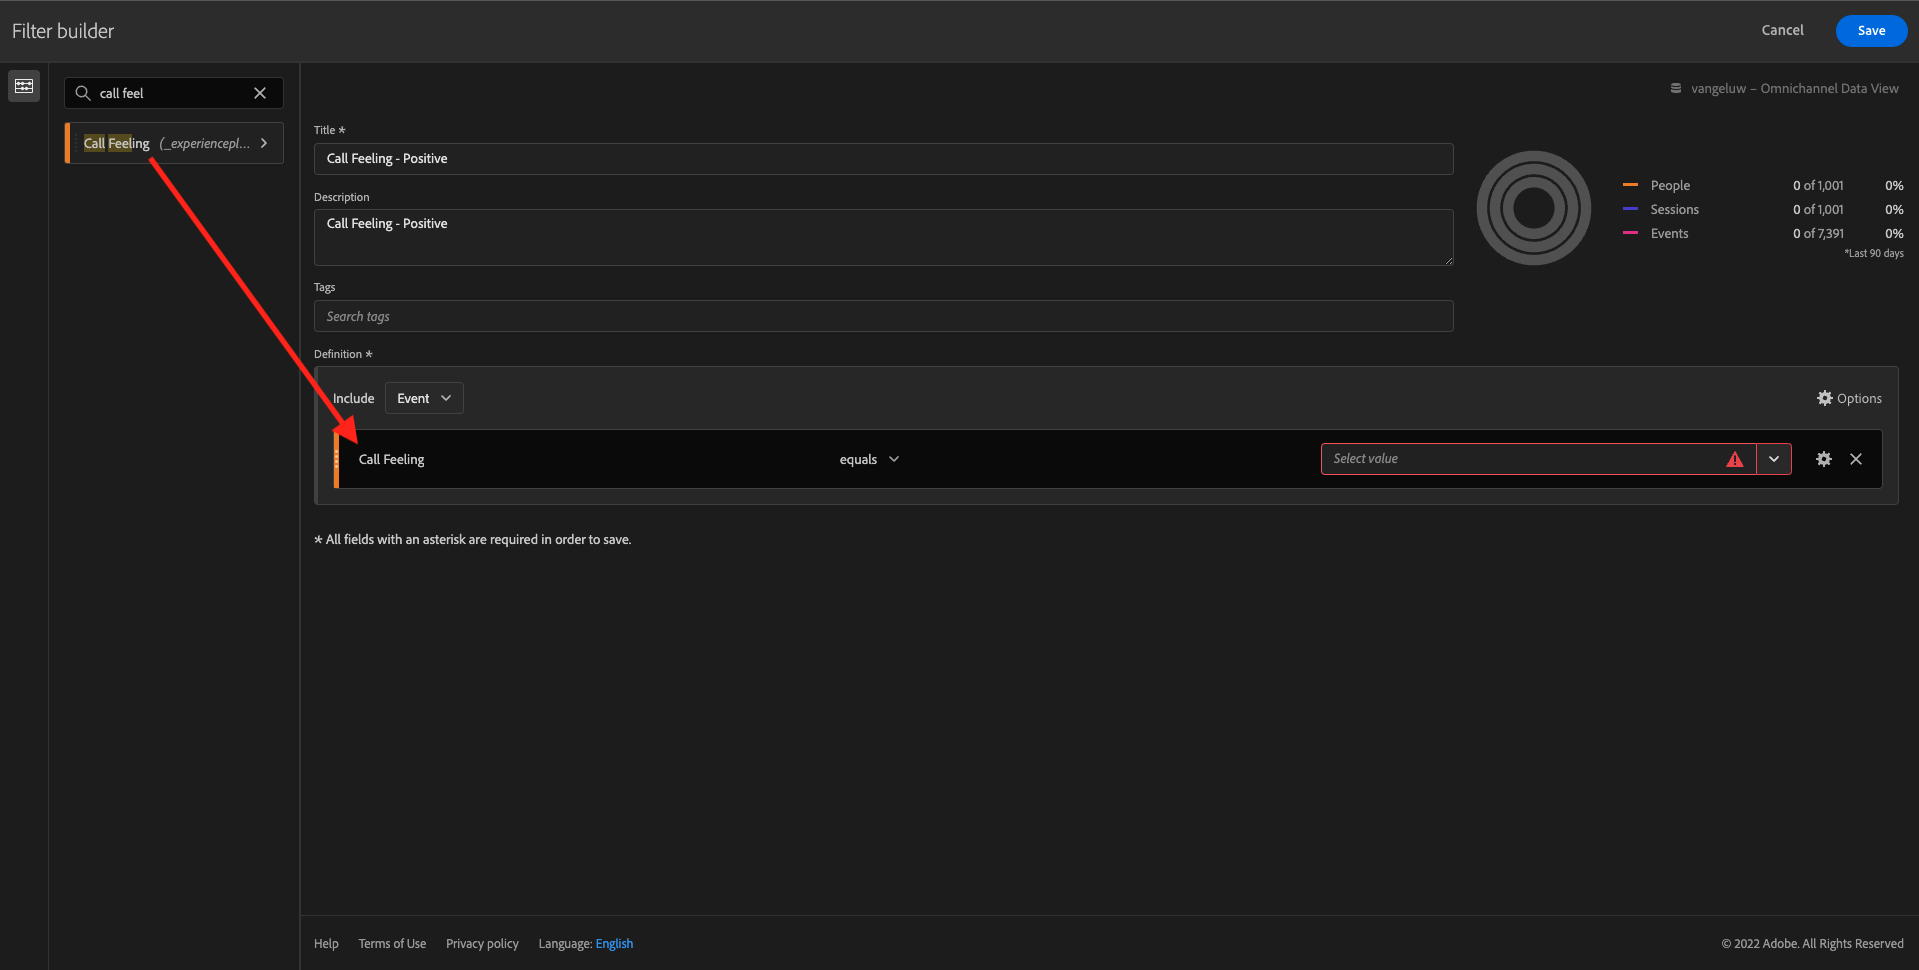 Filter builder
Cancel
Save
call feel
Call Feeling (_experiencepl...
vangeluw – Omnichannel Data View
Title *
Call Feeling - Positive
Description
Call Feeling - Positive
People 0 of 1,001 0%
Sessions 0 of 1,001 0%
Events 0 of 7,391 0%
*Last 90 days
Tags
Search tags
Definition *
Include Event
Options
Call Feeling equals Select value
* All fields with an asterisk are required in order to save.
Help Terms of Use Privacy policy Language: English
© 2022 Adobe. All Rights Reserved